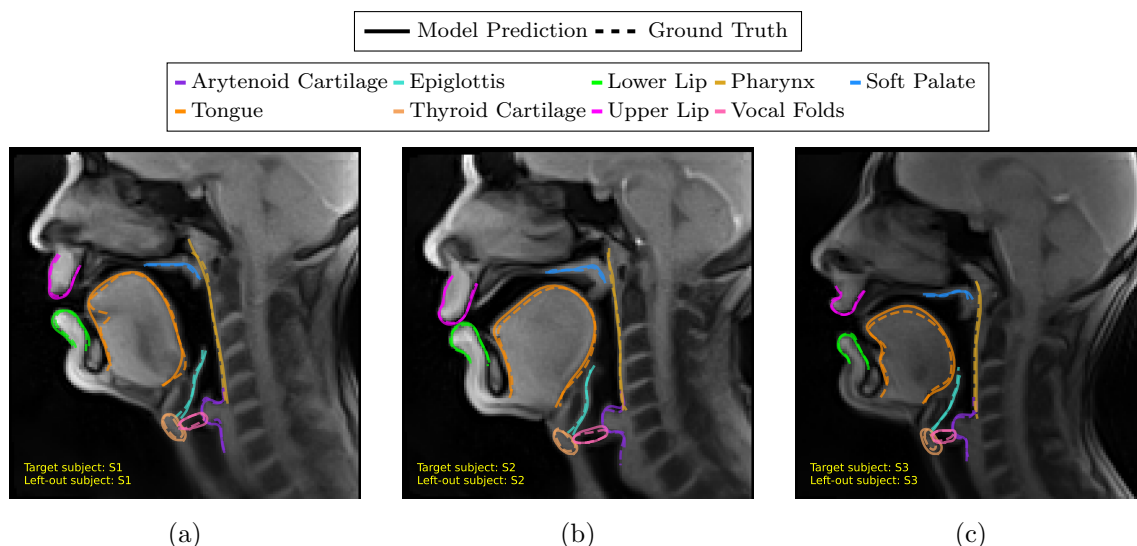 Model Prediction Ground Truth
Arytenoid Cartilage Epiglottis Lower Lip Pharynx Soft Palate
Tongue Thyroid Cartilage Upper Lip Vocal Folds
Target subject: S1
Left-out subject: S1
Target subject: S2
Left-out subject: S2
Target subject: S3
Left-out subject: S3
(a) (b) (c)